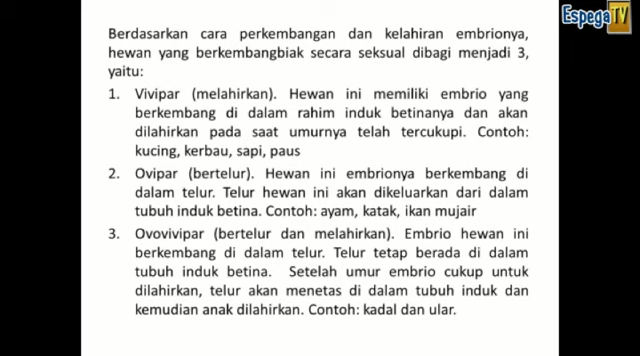 EspegaTV
Berdasarkan cara perkembangan dan kelahiran embrionya,
hewan yang berkembangbiak secara seksual dibagi menjadi 3,
yaitu:
1. Vivipar (melahirkan). Hewan ini memiliki embrio yang
berkembang di dalam rahim induk betinanya dan akan
dilahirkan pada saat umurnya telah tercukupi. Contoh:
kucing, kerbau, sapi, paus
2. Ovipar (bertelur). Hewan ini embrionya berkembang di
dalam telur. Telur hewan ini akan dikeluarkan dari dalam
tubuh induk betina. Contoh: ayam, katak, ikan mujair
3. Ovovivipar (bertelur dan melahirkan). Embrio hewan ini
berkembang di dalam telur. Telur tetap berada di dalam
tubuh induk betina. Setelah umur embrio cukup untuk
dilahirkan, telur akan menetas di dalam tubuh induk dan
kemudian anak dilahirkan. Contoh: kadal dan ular.